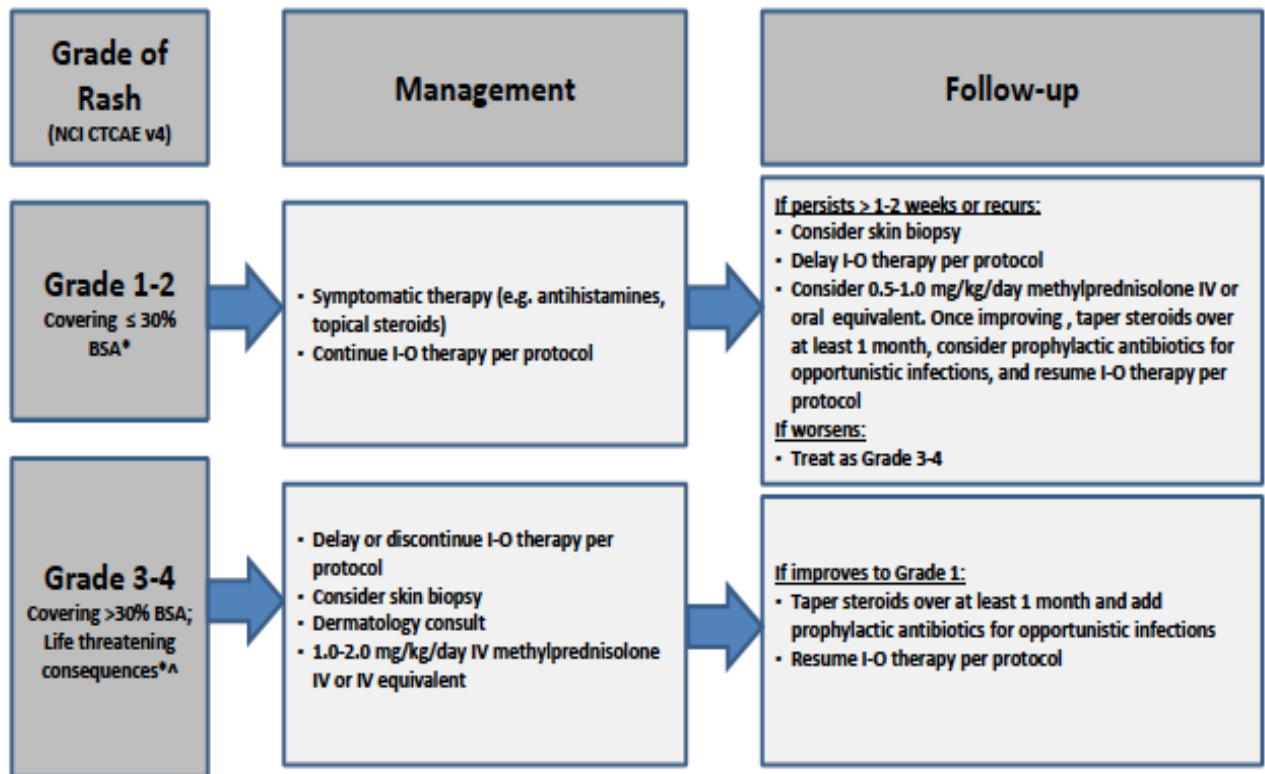 Grade of
Rash
(NCI CTCAE v4)
Management
Follow-up
Grade 1-2
Covering ≤ 30%
BSA*
• Symptomatic therapy (e.g. antihistamines,
topical steroids)
• Continue I-O therapy per protocol
If persists > 1-2 weeks or recurs:
• Consider skin biopsy
• Delay I-O therapy per protocol
• Consider 0.5-1.0 mg/kg/day methylprednisolone IV or
oral equivalent. Once improving , taper steroids over
at least 1 month, consider prophylactic antibiotics for
opportunistic infections, and resume I-O therapy per
protocol
If worsens:
• Treat as Grade 3-4
Grade 3-4
Covering >30% BSA;
Life threatening
consequences*^
• Delay or discontinue I-O therapy per
protocol
• Consider skin biopsy
• Dermatology consult
• 1.0-2.0 mg/kg/day IV methylprednisolone
IV or IV equivalent
If improves to Grade 1:
• Taper steroids over at least 1 month and add
prophylactic antibiotics for opportunistic infections
• Resume I-O therapy per protocol